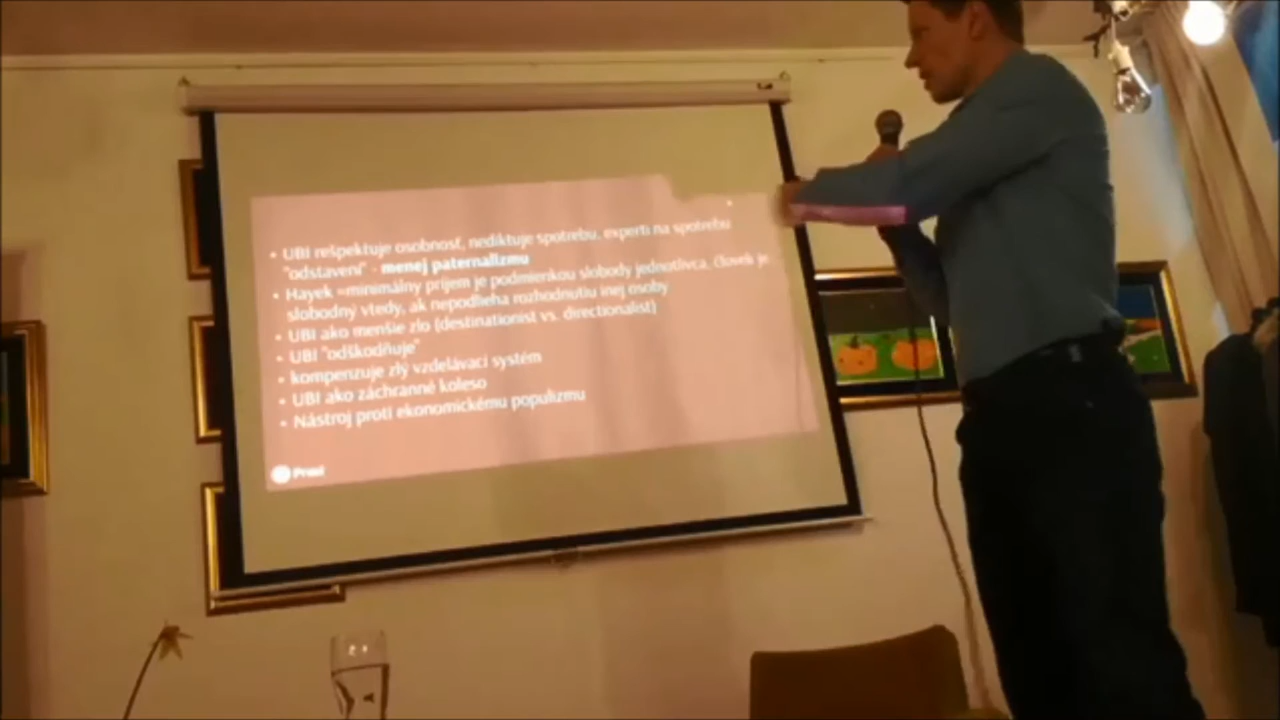 • UBI rešpektuje osobnosť, nediktuje spotrebu, experti na spotrebu
"odstavení" - menej paternalizmu
• Hayek =minimálny príjem je podmienkou slobody jednotlivca, človek je
slobodný vtedy, ak nepodlieha rozhodnutiu inej osoby
• UBI ako menšie zlo (destinationist vs. directionalist)
• UBI "odškodňuje"
• kompenzuje zlý vzdelávací systém
• UBI ako záchranné koleso
• Nástroj proti ekonomickému populizmu